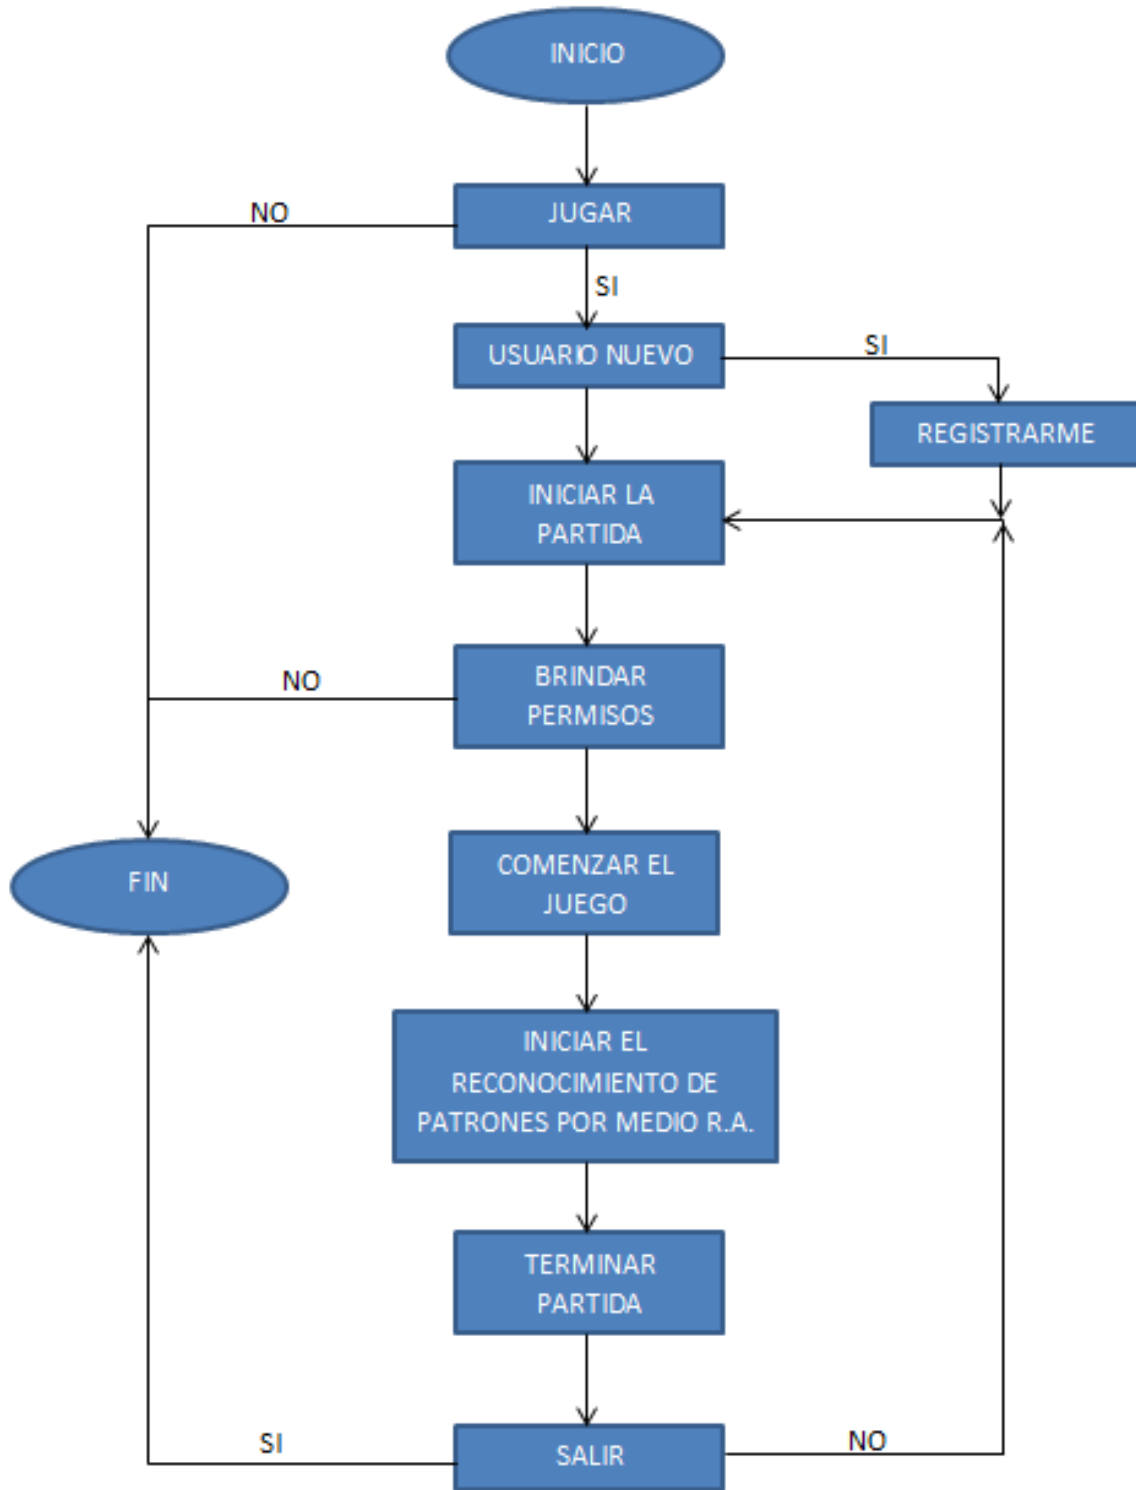 INICIO
JUGAR
NO
SI
USUARIO NUEVO
SI
REGISTRARME
INICIAR LA
PARTIDA
BRINDAR
PERMISOS
NO
COMENZAR EL
JUEGO
FIN
INICIAR EL
RECONOCIMIENTO DE
PATRONES POR MEDIO R.A.
TERMINAR
PARTIDA
SI
SALIR
NO